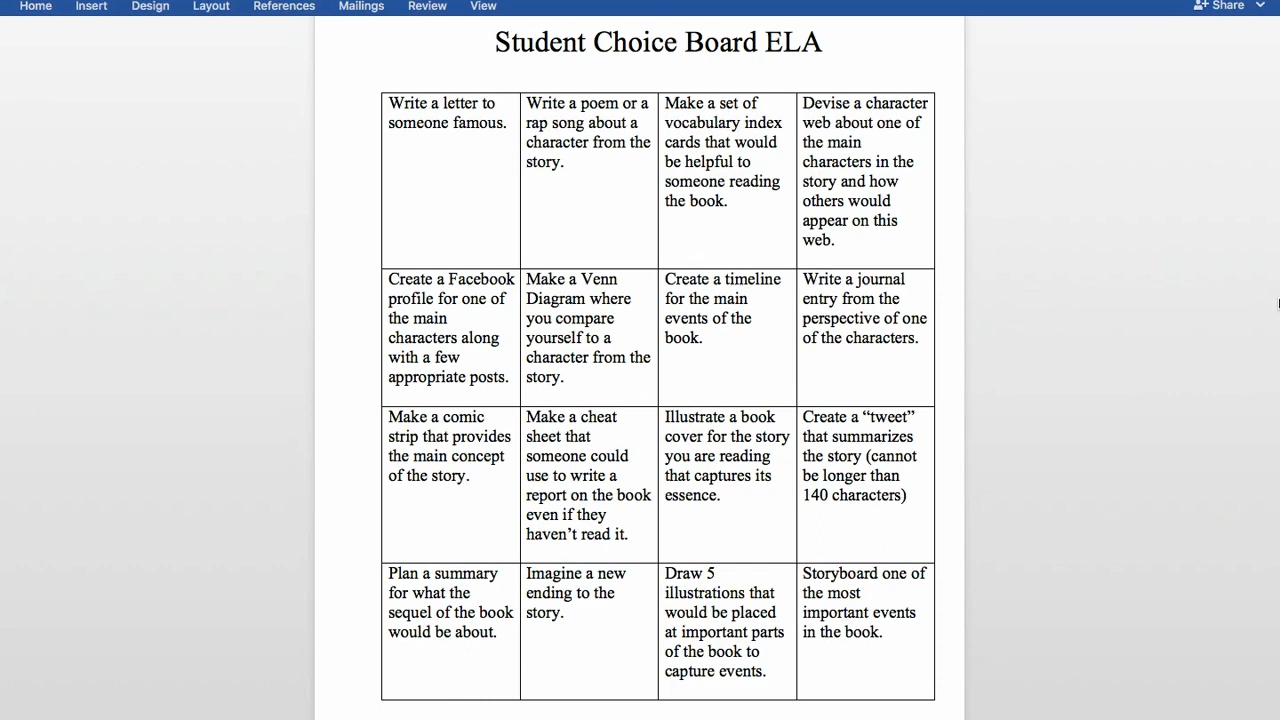 Home Insert Design Layout References Mailings Review View Share
Student Choice Board ELA
Write a letter to
someone famous.
Write a poem or a
rap song about a
character from the
story.
Make a set of
vocabulary index
cards that would
be helpful to
someone reading
the book.
Devise a character
web about one of
the main
characters in the
story and how
others would
appear on this
web.
Create a Facebook
profile for one of
the main
characters along
with a few
appropriate posts.
Make a Venn
Diagram where
you compare
yourself to a
character from the
story.
Create a timeline
for the main
events of the
book.
Write a journal
entry from the
perspective of one
of the characters.
Make a comic
strip that provides
the main concept
of the story.
Make a cheat
sheet that
someone could
use to write a
report on the book
even if they
haven’t read it.
Illustrate a book
cover for the story
you are reading
that captures its
essence.
Create a “tweet”
that summarizes
the story (cannot
be longer than
140 characters)
Plan a summary
for what the
sequel of the book
would be about.
Imagine a new
ending to the
story.
Draw 5
illustrations that
would be placed
at important parts
of the book to
capture events.
Storyboard one of
the most
important events
in the book.